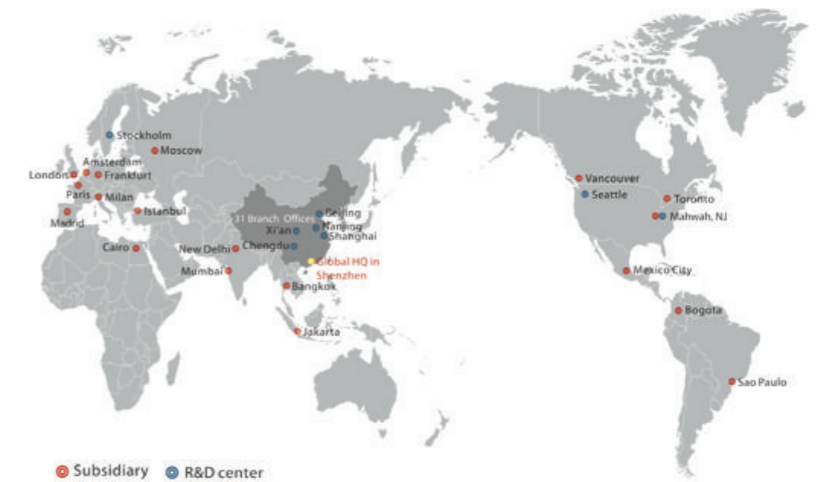 Stockholm
Moscow
Amsterdam
London
Frankfurt
Paris
Milan
Madrid
Istanbul
Cairo
New Delhi
Mumbai
31 Branch Offices
Beijing
Xi'an
Nanjing
Shanghai
Chengdu
Global HQ in
Shenzhen
Bangkok
Jakarta
Vancouver
Seattle
Toronto
Mahwah, NJ
Mexico City
Bogota
Sao Paulo
Subsidiary
R&D center